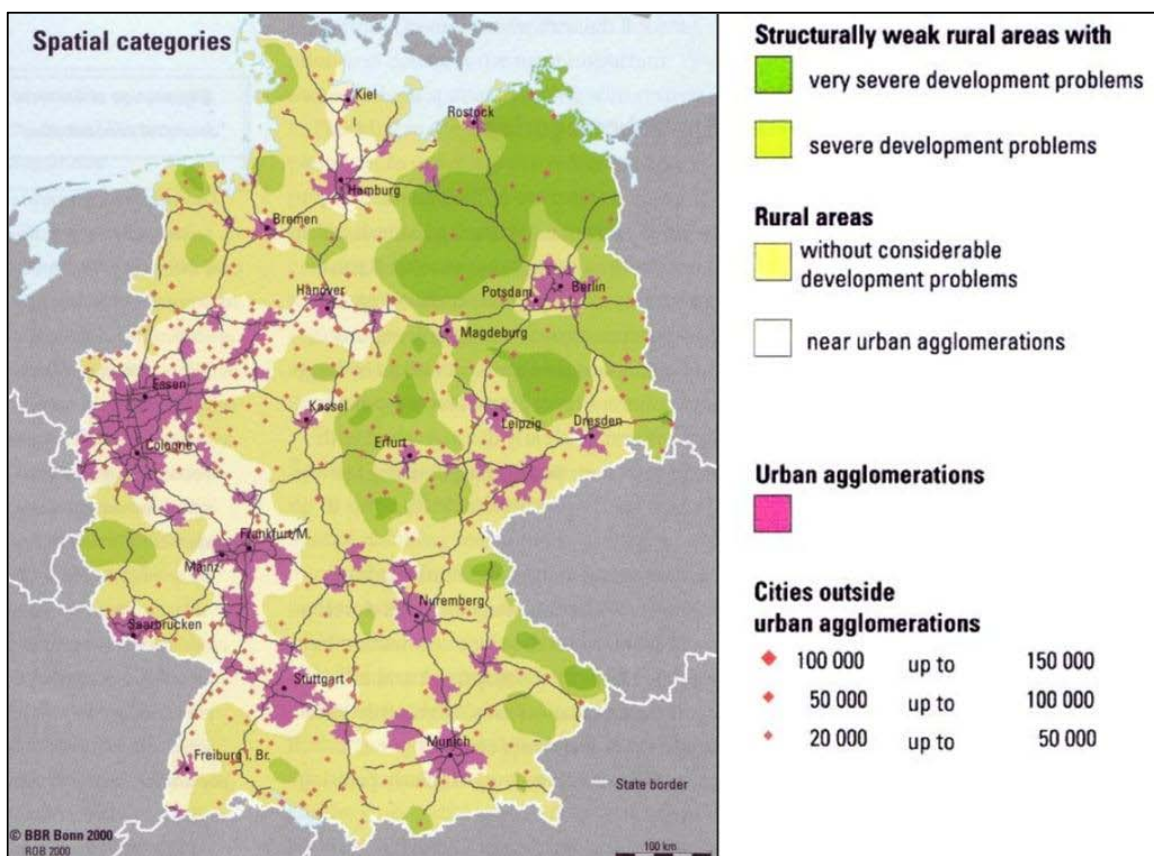 Spatial categories
Kiel
Rostock
Hamburg
Bremen
Hanover
Potsdam
Berlin
Magdeburg
Essen
Kassel
Leipzig
Dresden
Cologne
Erfurt
Frankfurt/M.
Mainz
Nuremberg
Saarbrücken
Stuttgart
Munich
Freiburg i. Br.
State border
© BBR Bonn 2000
ROB 2000
100 km
Structurally weak rural areas with
very severe development problems
severe development problems
Rural areas
without considerable
development problems
near urban agglomerations
Urban agglomerations
Cities outside
urban agglomerations
100 000 up to 150 000
50 000 up to 100 000
20 000 up to 50 000